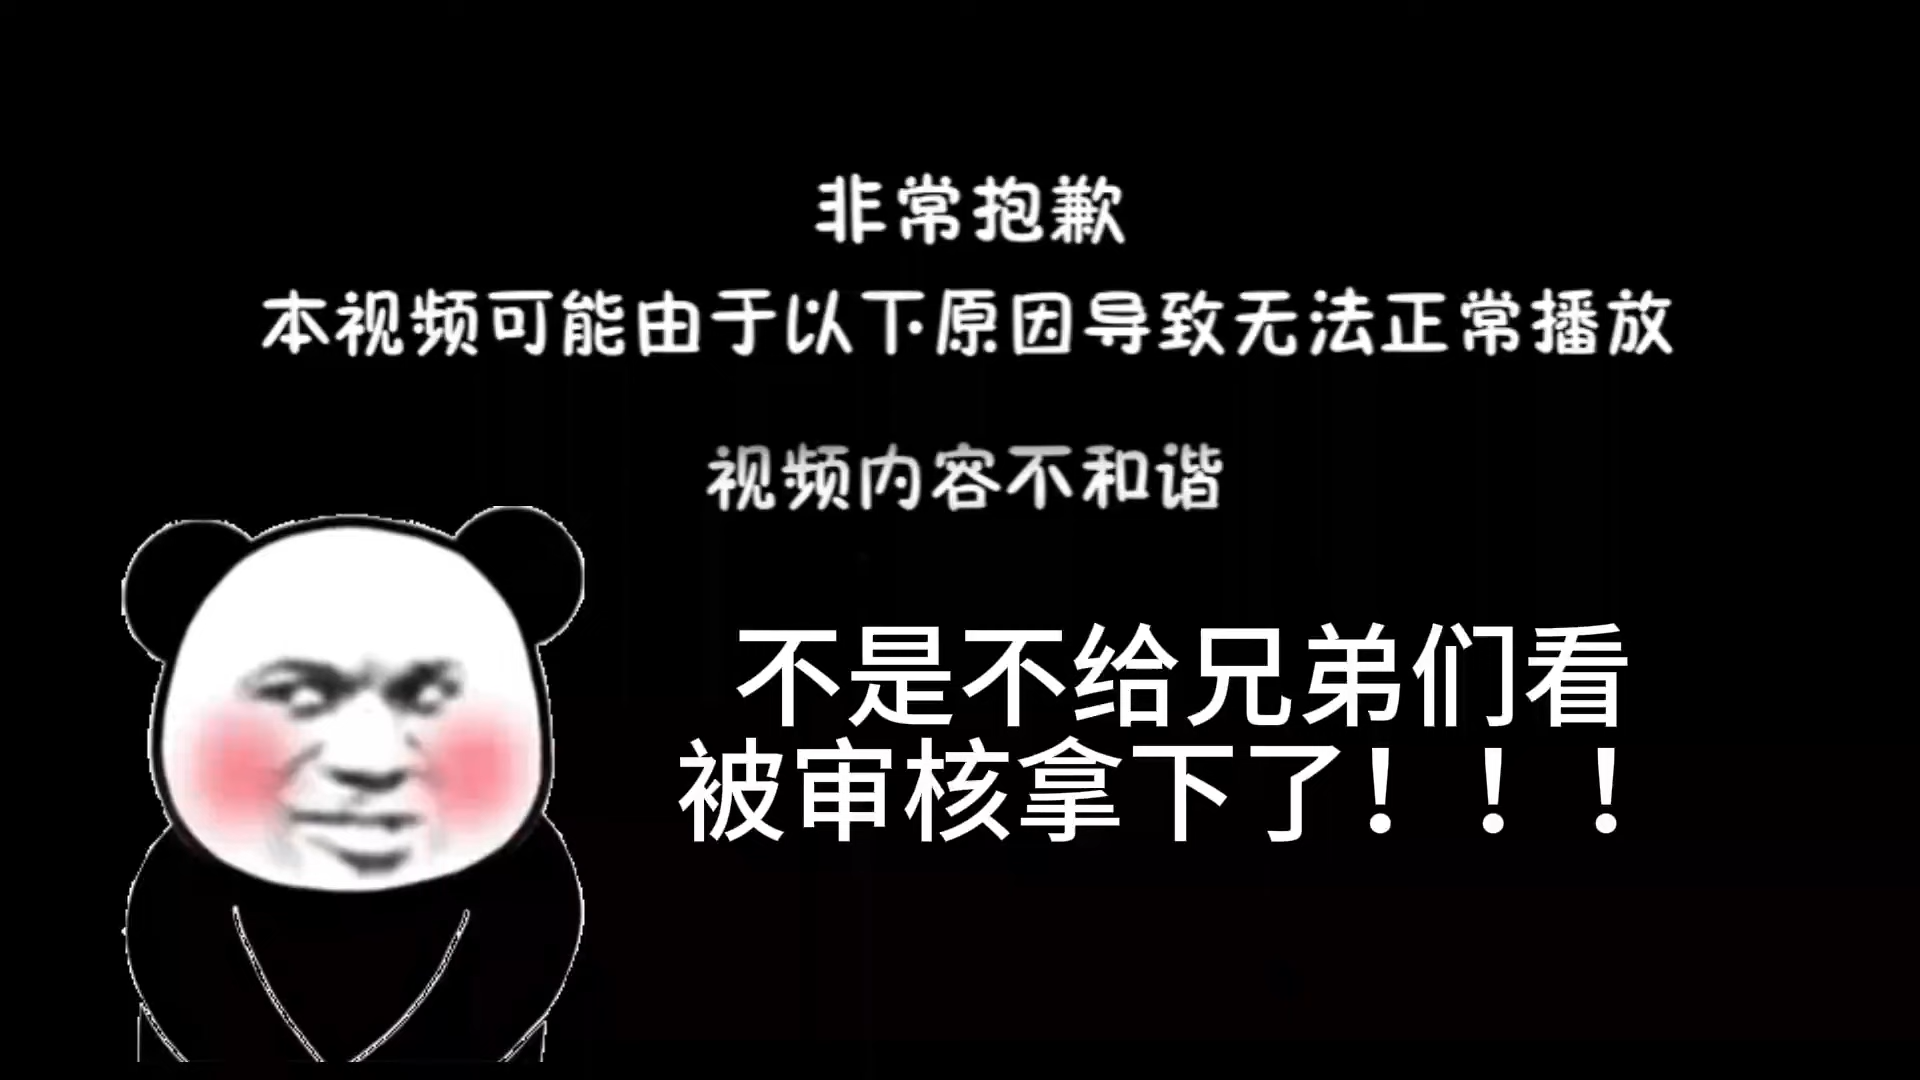 非常抱歉
本视频可能由于以下原因导致无法正常播放
视频内容不和谐
不是不给兄弟们看
被审核拿下了！！！